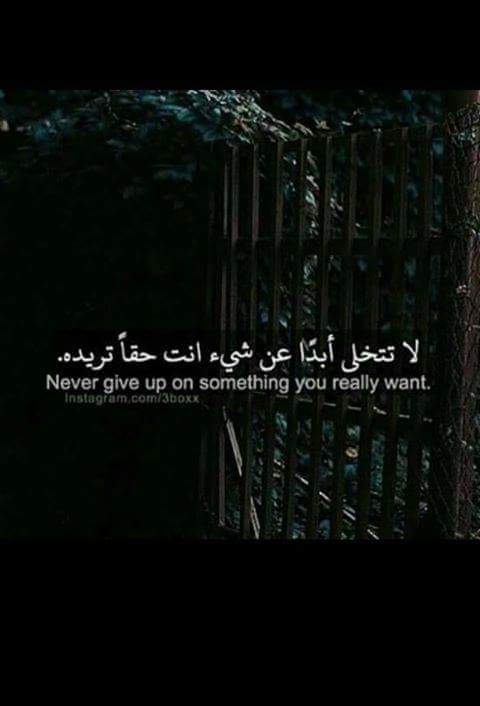 لا تتخلى أبدًا عن شيء انت حقاً تريده.
Never give up on something you really want.
Instagram.com/3boxx